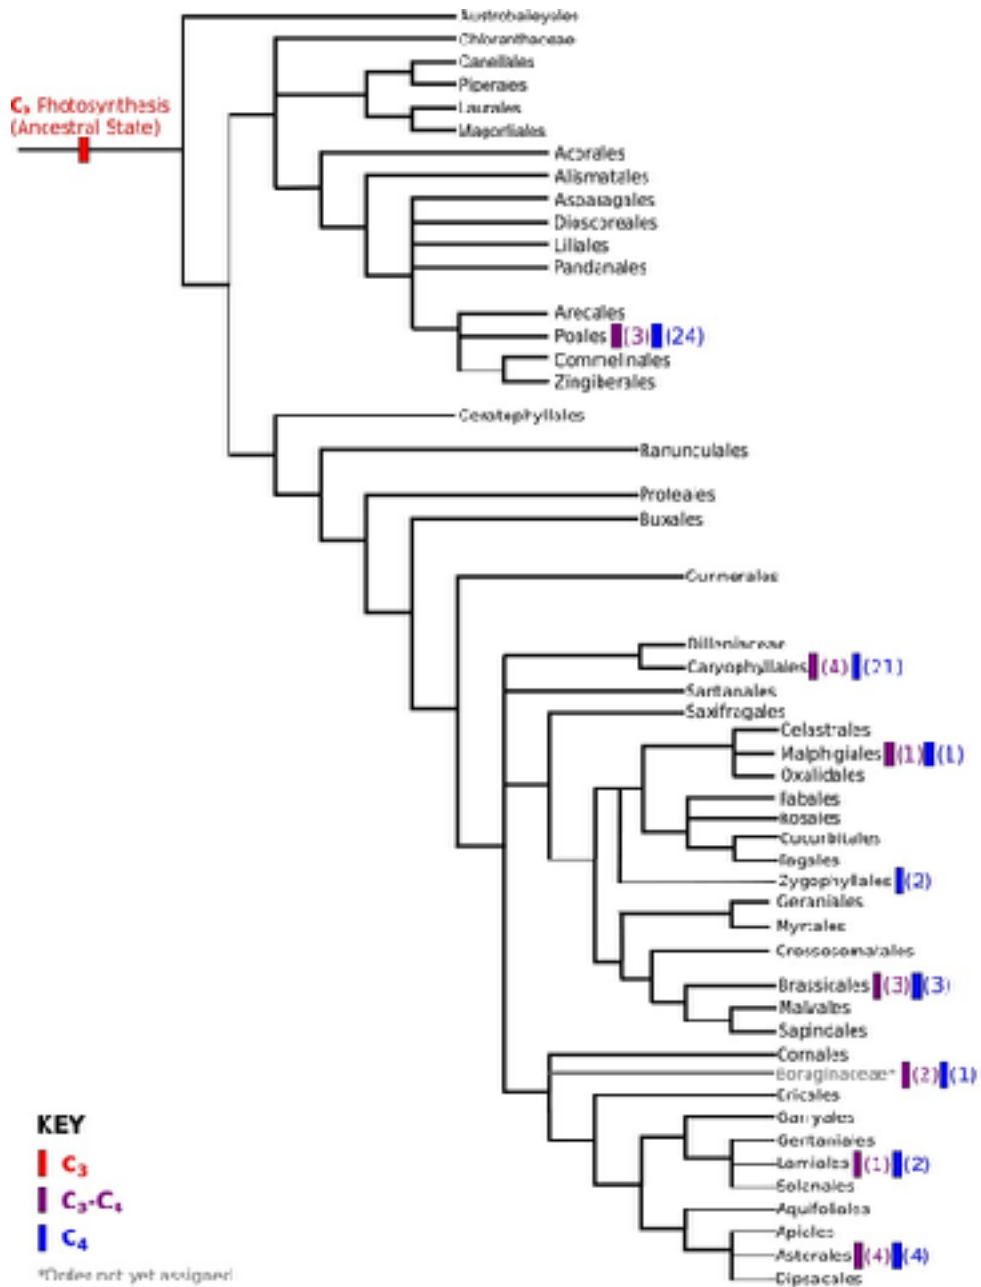 Austrobaileyales
Chloranthaceae
Canellales
Piperales
C₃ Photosynthesis
(Ancestral State)
Laurales
Magnoliales
Acorales
Alismatales
Asparagales
Dioscoreales
Liliales
Pandanales
Arecales
Poales (3) (24)
Commelinales
Zingiberales
Ceratophyllales
Ranunculales
Proteales
Buxales
Gunnerales
Dilleniaceae
Caryophyllales (4) (21)
Santanales
Saxifragales
Celastrales
Malphigiales (1) (1)
Oxalidales
Fabales
Rosales
Cucurbitales
Fagales
Zygophyllales (2)
Geraniales
Myrtales
Crossosomatales
Brassicales (3) (3)
Malvales
Sapindales
Cornales
Boraginaceae* (2) (1)
Ericales
Garryales
Gentianiales
Lamiales (1) (2)
Solanales
Aquifoliales
Apiales
Asterales (4) (4)
Dipsacales
KEY
C₃
C₃-C₄
C₄
*Order not yet assigned